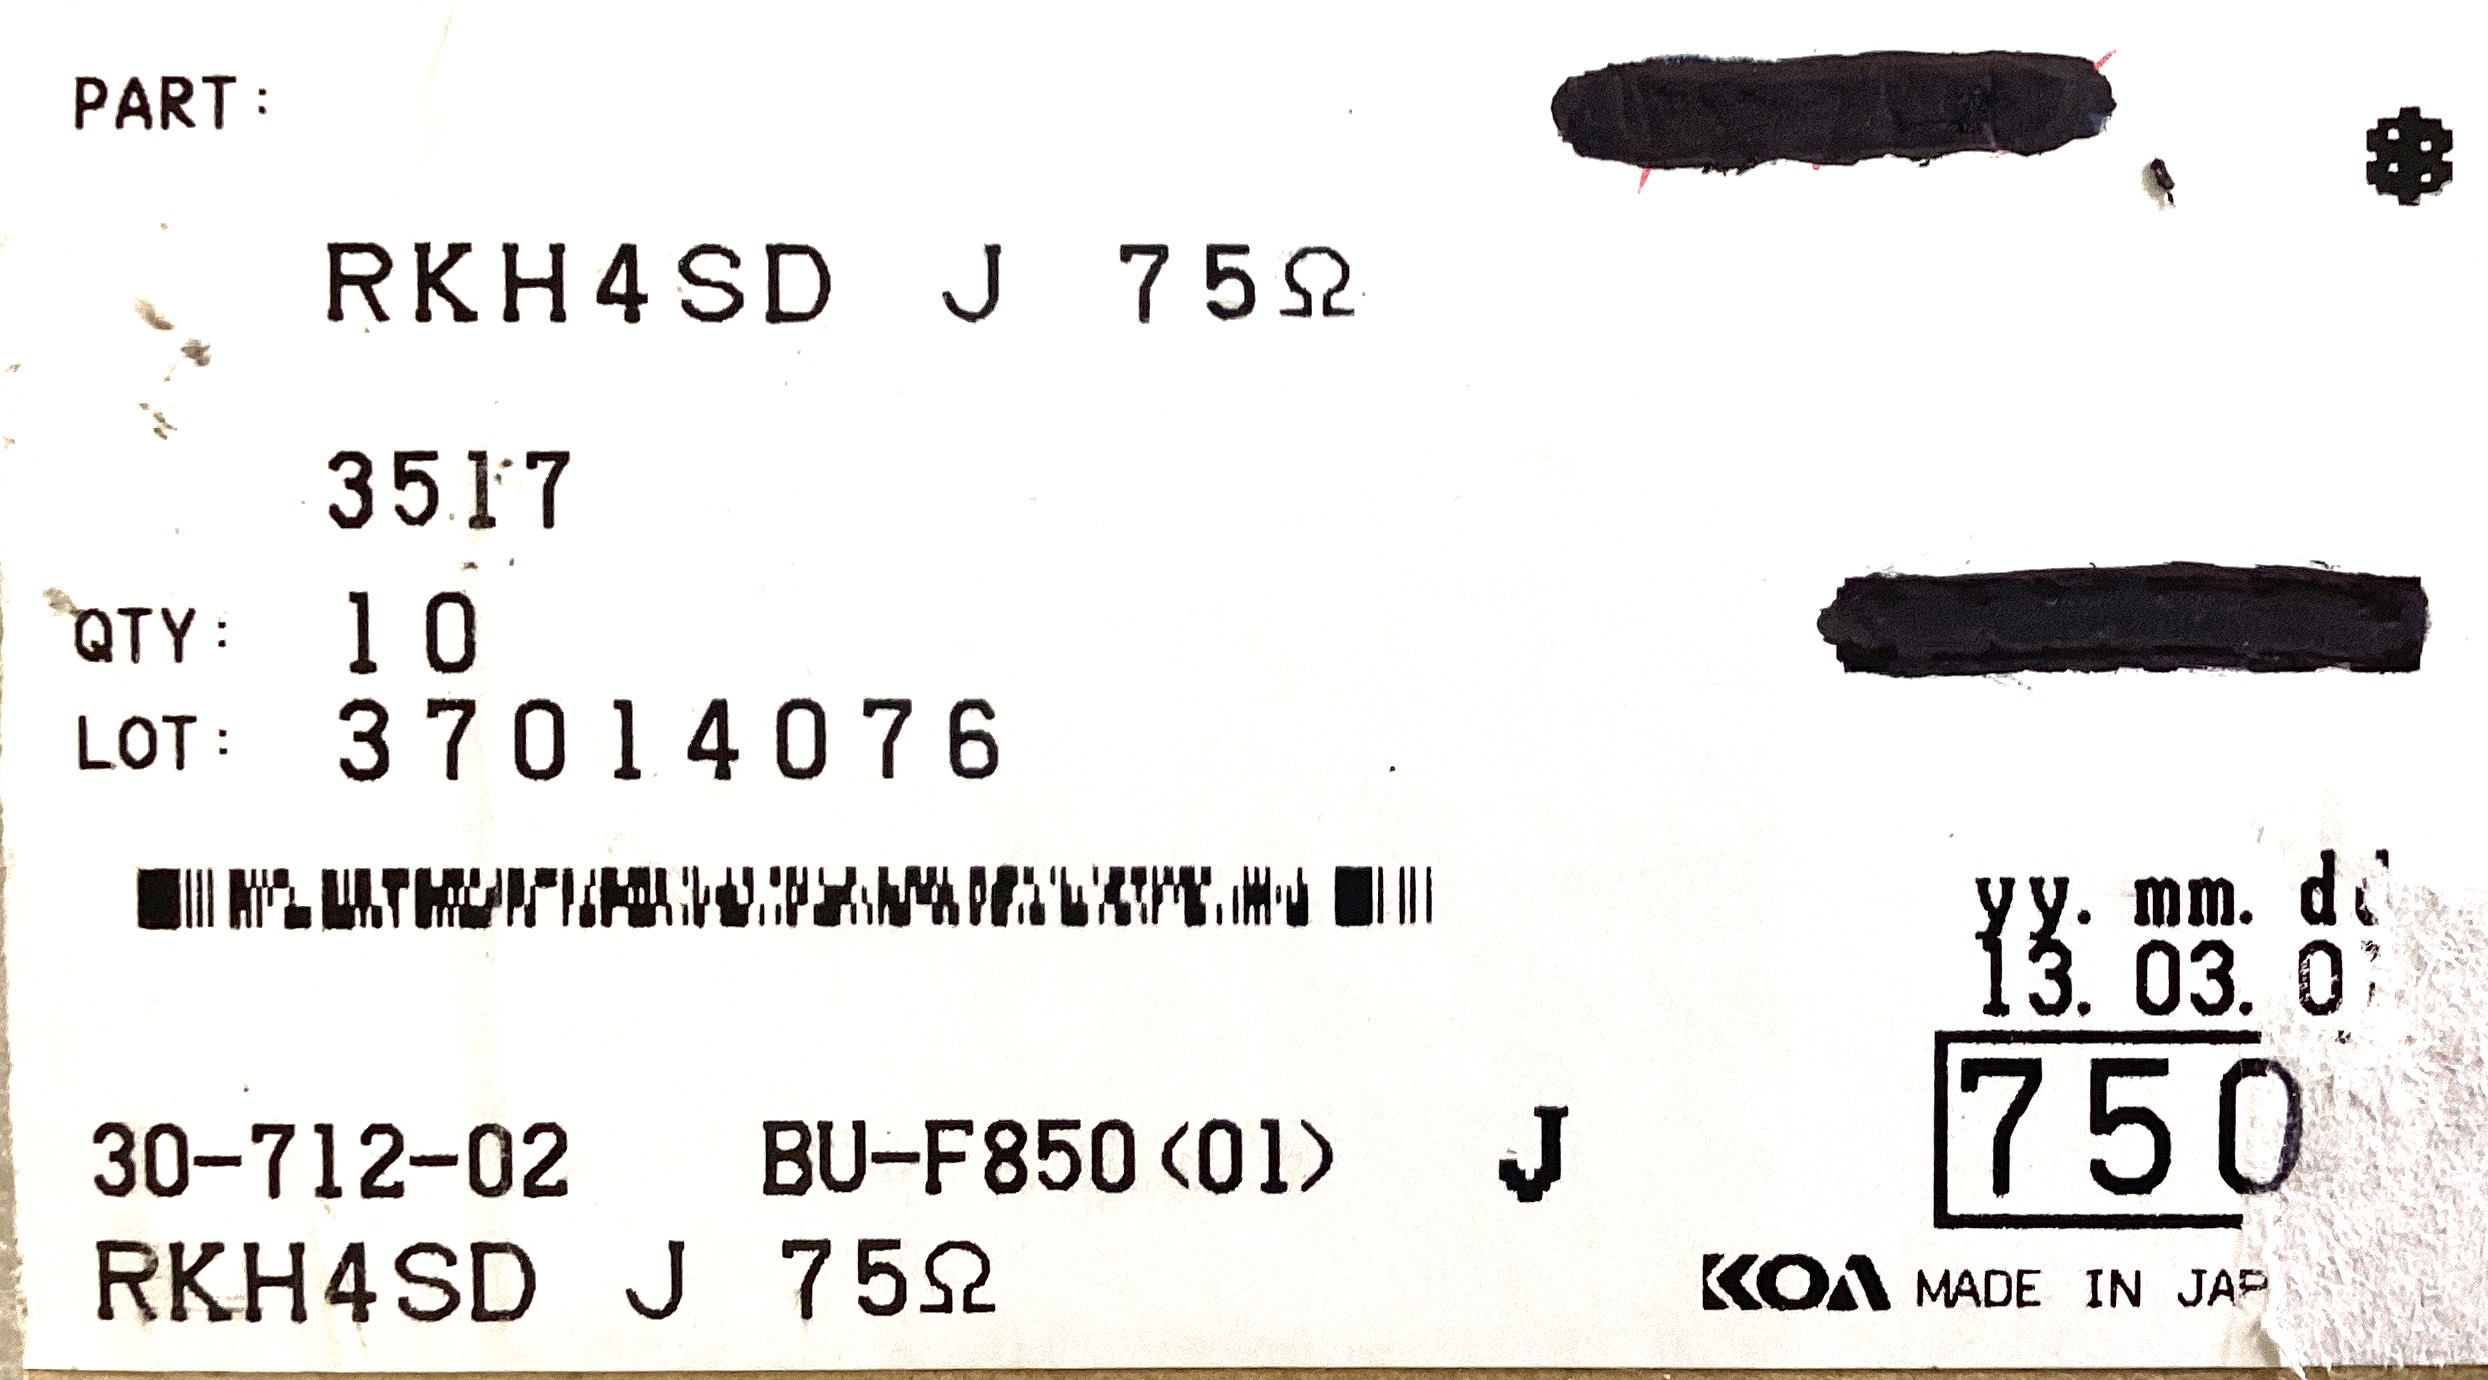 PART:
RKH4SD J 75Ω
3517
QTY: 10
LOT: 37014076
yy. mm. d
13. 03.
750
30-712-02 BU-F850<01> J
RKH4SD J 75Ω
KOA MADE IN